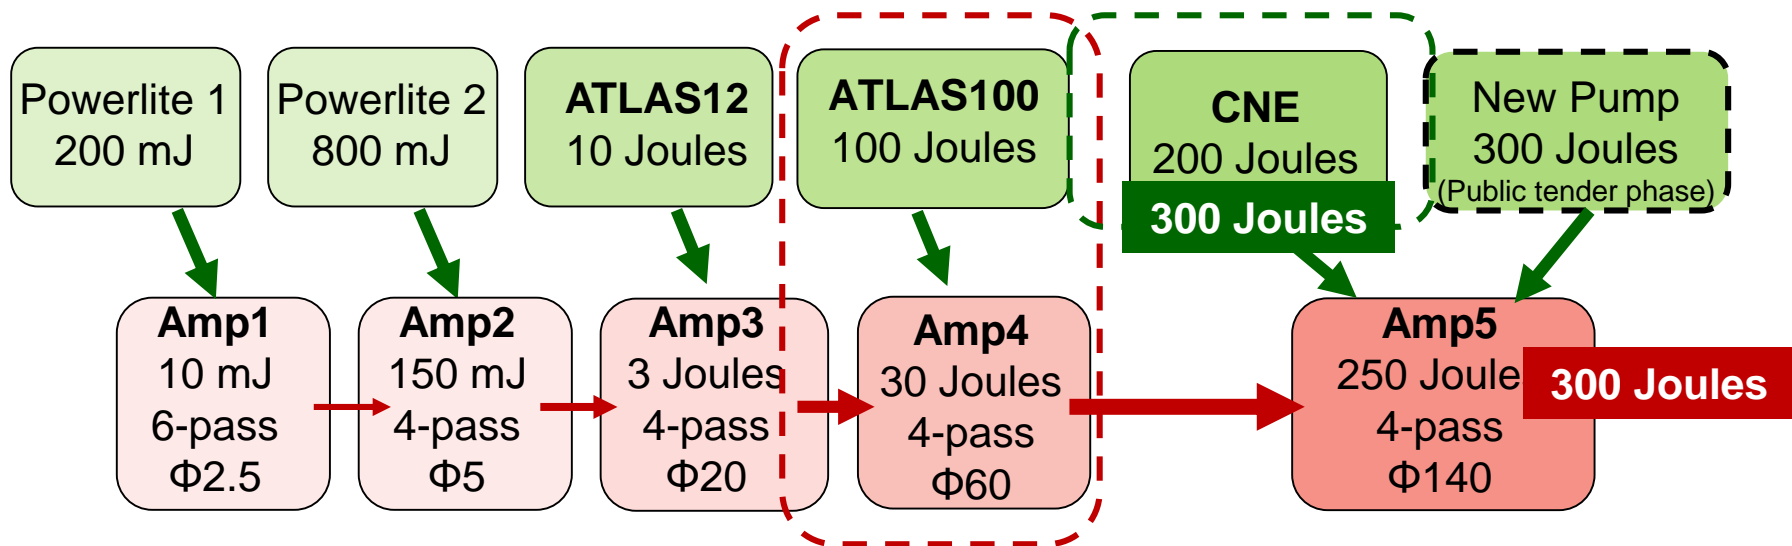 Powerlite 1
200 mJ
Powerlite 2
800 mJ
ATLAS12
10 Joules
ATLAS100
100 Joules
CNE
200 Joules
300 Joules
New Pump
300 Joules
(Public tender phase)
Amp1
10 mJ
6-pass
Φ2.5
Amp2
150 mJ
4-pass
Φ5
Amp3
3 Joules
4-pass
Φ20
Amp4
30 Joules
4-pass
Φ60
Amp5
250 Joule
4-pass
Φ140
300 Joules